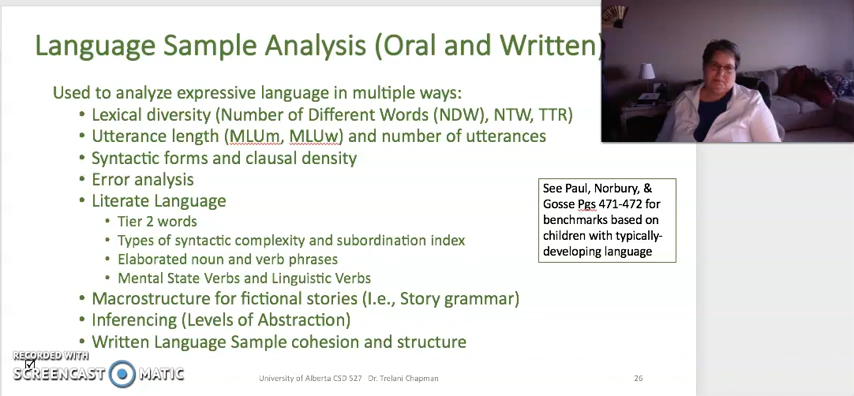 Language Sample Analysis (Oral and Written)
Used to analyze expressive language in multiple ways:
• Lexical diversity (Number of Different Words (NDW), NTW, TTR)
• Utterance length (MLUm, MLUw) and number of utterances
• Syntactic forms and clausal density
• Error analysis
• Literate Language
• Tier 2 words
• Types of syntactic complexity and subordination index
• Elaborated noun and verb phrases
• Mental State Verbs and Linguistic Verbs
• Macrostructure for fictional stories (I.e., Story grammar)
• Inferencing (Levels of Abstraction)
• Written Language Sample cohesion and structure
See Paul, Norbury, &
Gosse Pgs 471-472 for
benchmarks based on
children with typically-
developing language
RECORDED WITH
SCREENCAST MATIC
University of Alberta CSD 527 Dr. Trelani Chapman
26